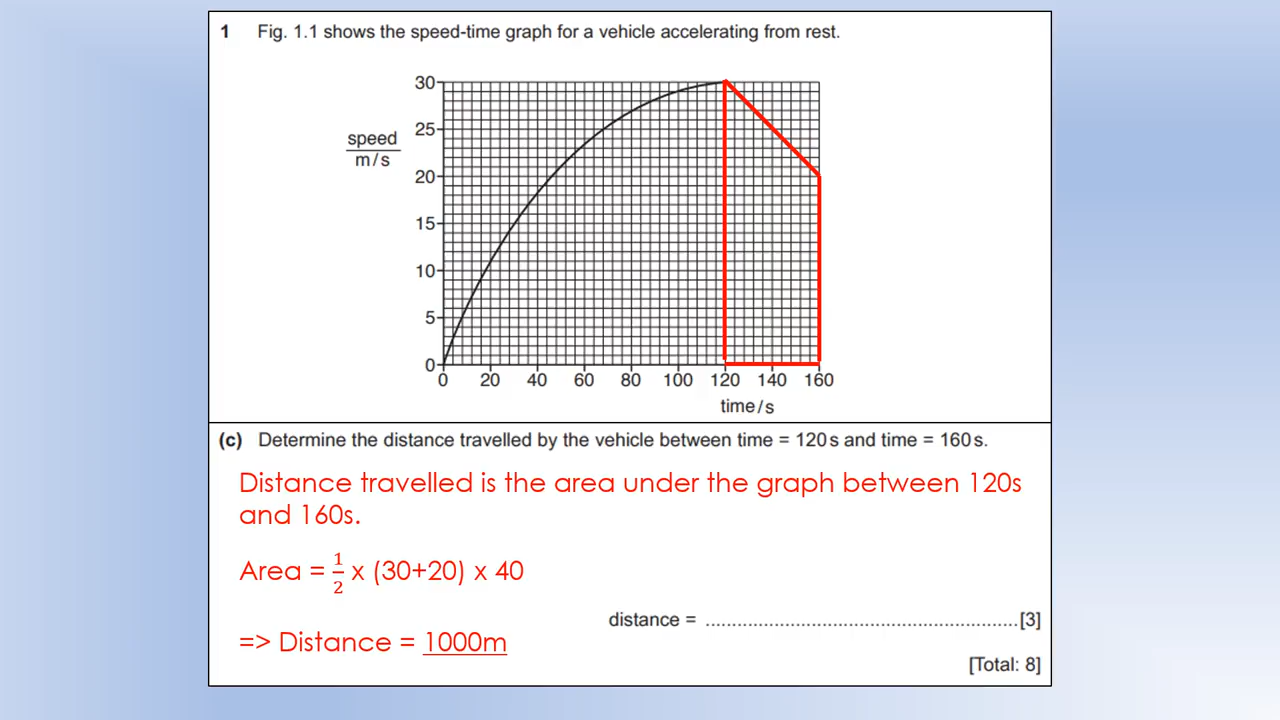 1 Fig. 1.1 shows the speed-time graph for a vehicle accelerating from rest.
30
25
20
15
10
5
0
speed
m / s
0 20 40 60 80 100 120 140 160
time / s
(c) Determine the distance travelled by the vehicle between time = 120 s and time = 160 s.
Distance travelled is the area under the graph between 120s
and 160s.
Area = 1/2 x (30+20) x 40
distance = ............................................................[3]
=> Distance = 1000m
[Total: 8]